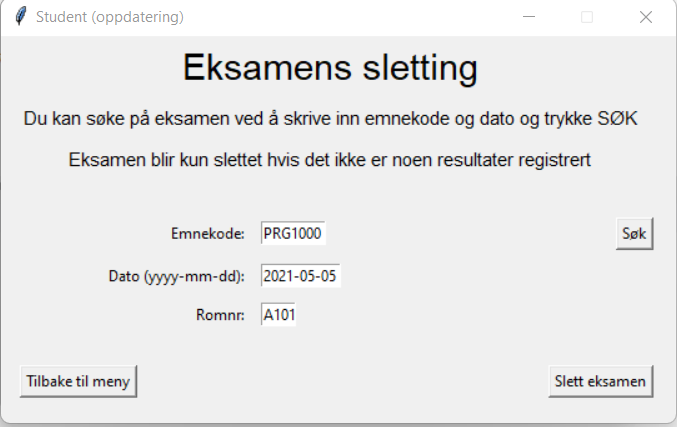 Student (oppdatering)
Eksamens sletting
Du kan søke på eksamen ved å skrive inn emnekode og dato og trykke SØK
Eksamen blir kun slettet hvis det ikke er noen resultater registrert
Emnekode: PRG1000 Søk
Dato (yyyy-mm-dd): 2021-05-05
Romnr: A101
Tilbake til meny Slett eksamen